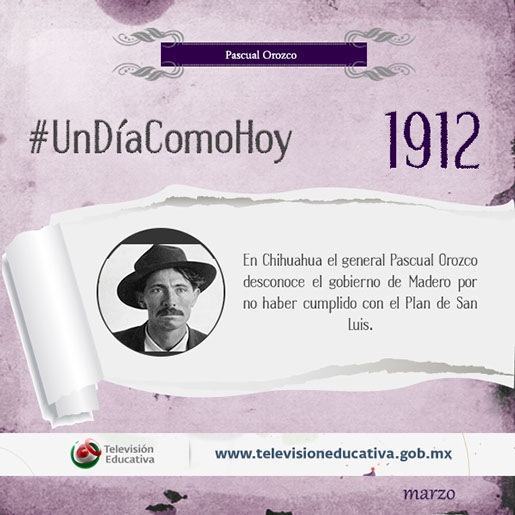 Pascual Orozco
#UnDíaComoHoy
1912
En Chihuahua el general Pascual Orozco
desconoce el gobierno de Madero por
no haber cumplido con el Plan de San
Luis.
Televisión
Educativa
www.televisioneducativa.gob.mx
marzo